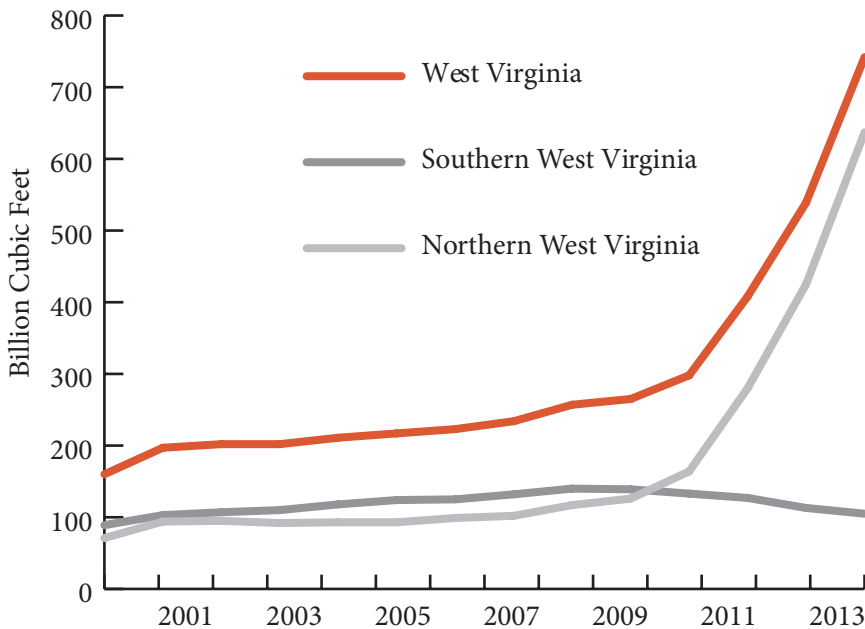 800
700
600
500
400
300
200
100
0
Billion Cubic Feet
West Virginia
Southern West Virginia
Northern West Virginia
2001 2003 2005 2007 2009 2011 2013